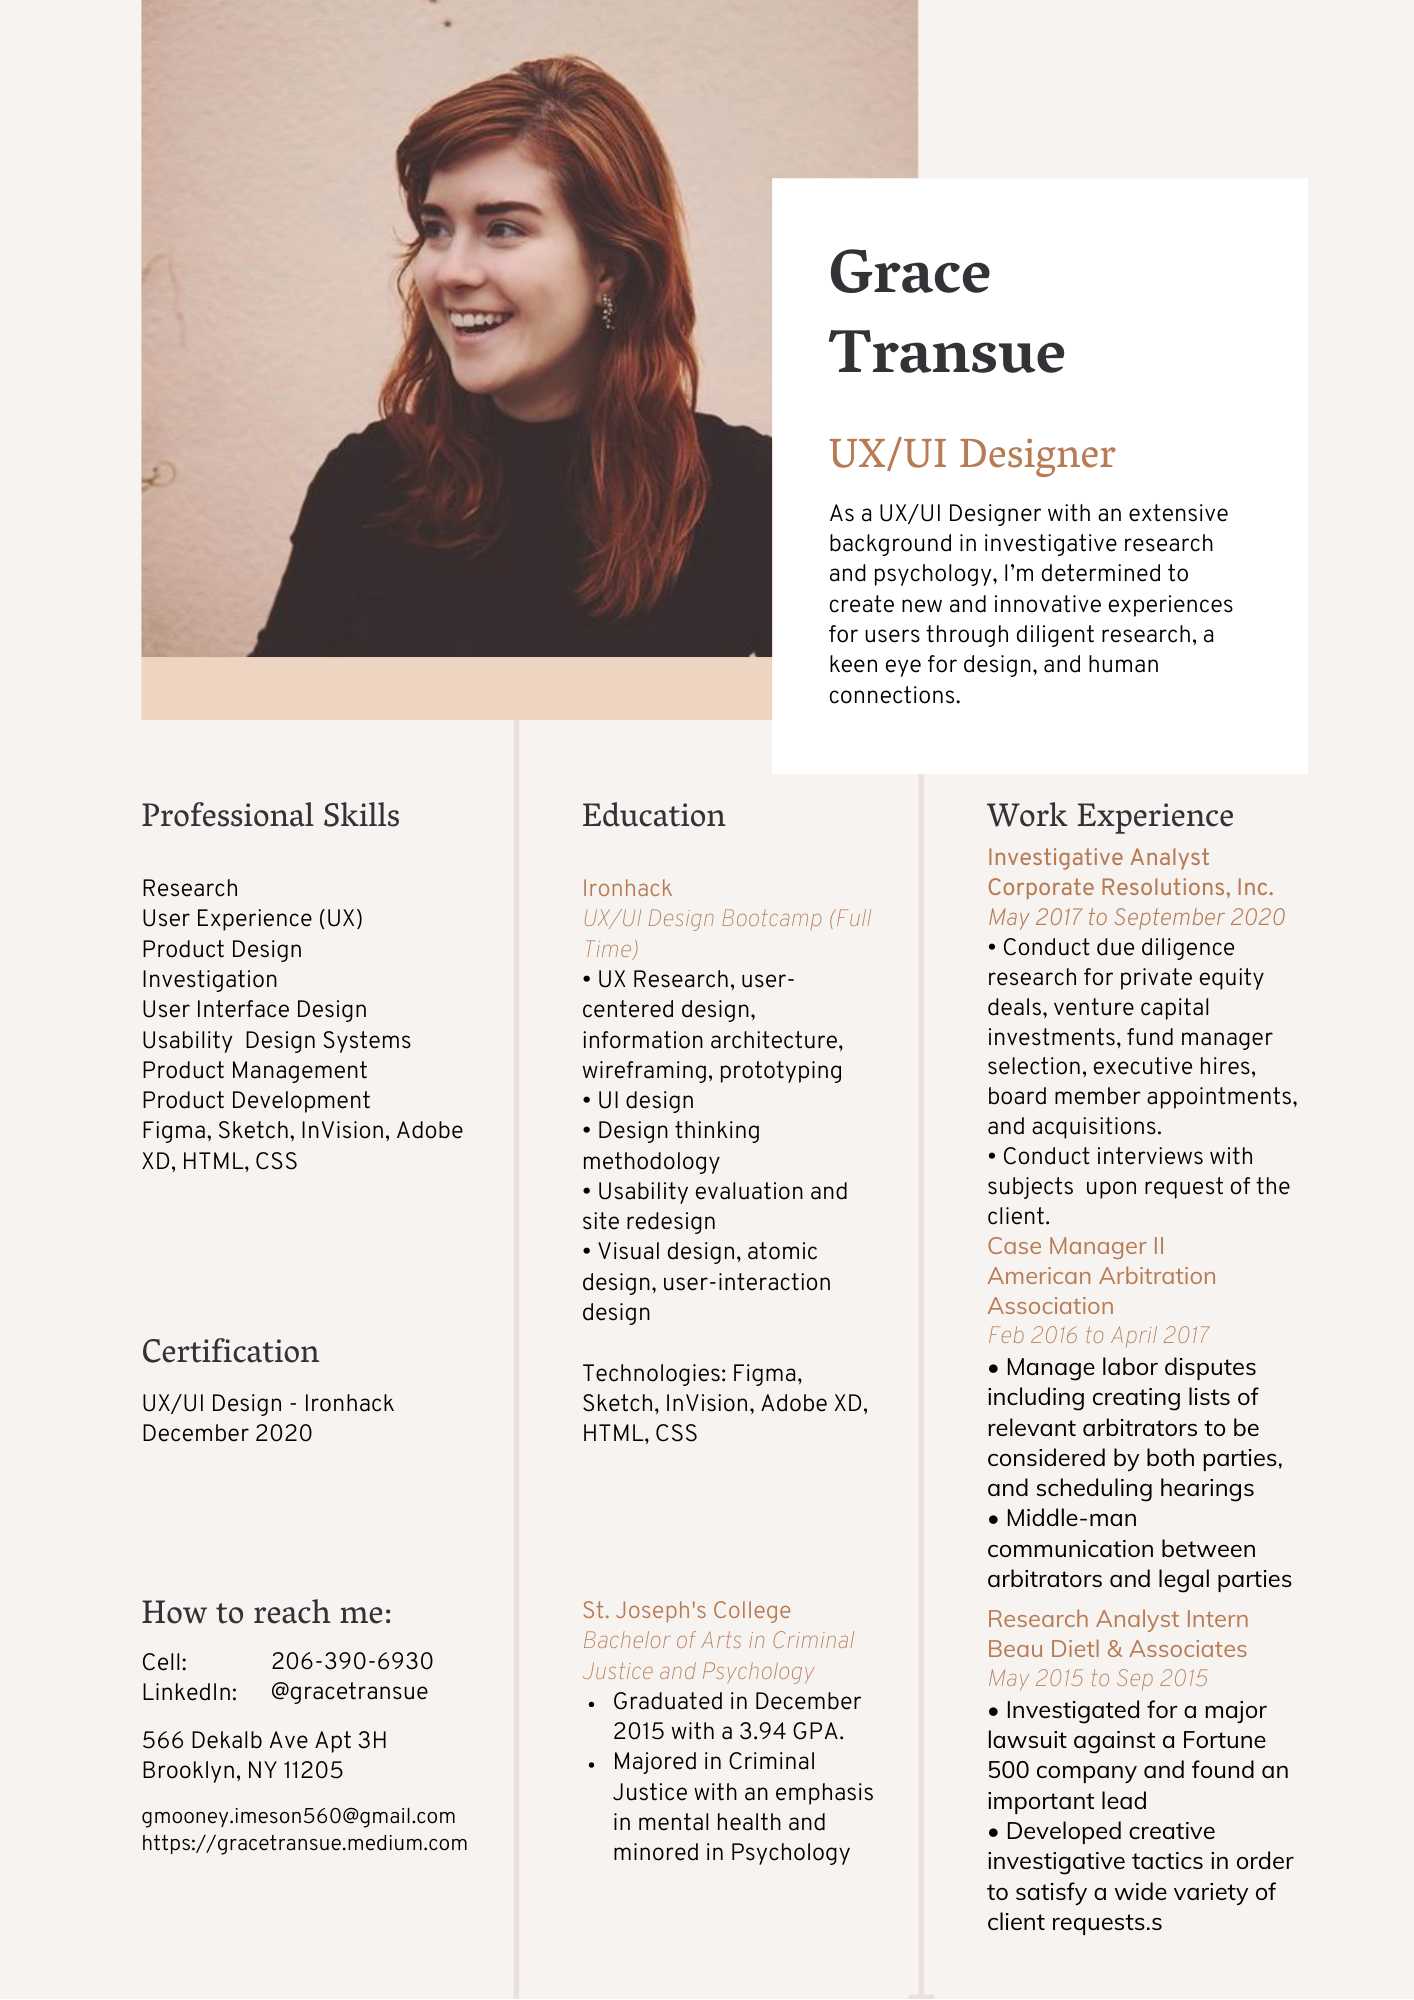 Grace
Transue
UX/UI Designer
As a UX/UI Designer with an extensive
background in investigative research
and psychology, I’m determined to
create new and innovative experiences
for users through diligent research, a
keen eye for design, and human
connections.
Professional Skills
Research
User Experience (UX)
Product Design
Investigation
User Interface Design
Usability  Design Systems
Product Management
Product Development
Figma, Sketch, InVision, Adobe
XD, HTML, CSS
Certification
UX/UI Design - Ironhack
December 2020
How to reach me:
Cell: 206-390-6930
LinkedIn: @gracetransue
566 Dekalb Ave Apt 3H
Brooklyn, NY 11205
gmooney.imeson560@gmail.com
https://gracetransue.medium.com
Education
Ironhack
UX/UI Design Bootcamp (Full
Time)
• UX Research, user-
centered design,
information architecture,
wireframing, prototyping
• UI design
• Design thinking
methodology
• Usability evaluation and
site redesign
• Visual design, atomic
design, user-interaction
design
Technologies: Figma,
Sketch, InVision, Adobe XD,
HTML, CSS
St. Joseph's College
Bachelor of Arts in Criminal
Justice and Psychology
• Graduated in December
2015 with a 3.94 GPA.
• Majored in Criminal
Justice with an emphasis
in mental health and
minored in Psychology
Work Experience
Investigative Analyst
Corporate Resolutions, Inc.
May 2017 to September 2020
• Conduct due diligence
research for private equity
deals, venture capital
investments, fund manager
selection, executive hires,
board member appointments,
and acquisitions.
• Conduct interviews with
subjects  upon request of the
client.
Case Manager II
American Arbitration
Association
Feb 2016 to April 2017
• Manage labor disputes
including creating lists of
relevant arbitrators to be
considered by both parties,
and scheduling hearings
• Middle-man
communication between
arbitrators and legal parties
Research Analyst Intern
Beau Dietl & Associates
May 2015 to Sep 2015
• Investigated for a major
lawsuit against a Fortune
500 company and found an
important lead
• Developed creative
investigative tactics in order
to satisfy a wide variety of
client requests.s